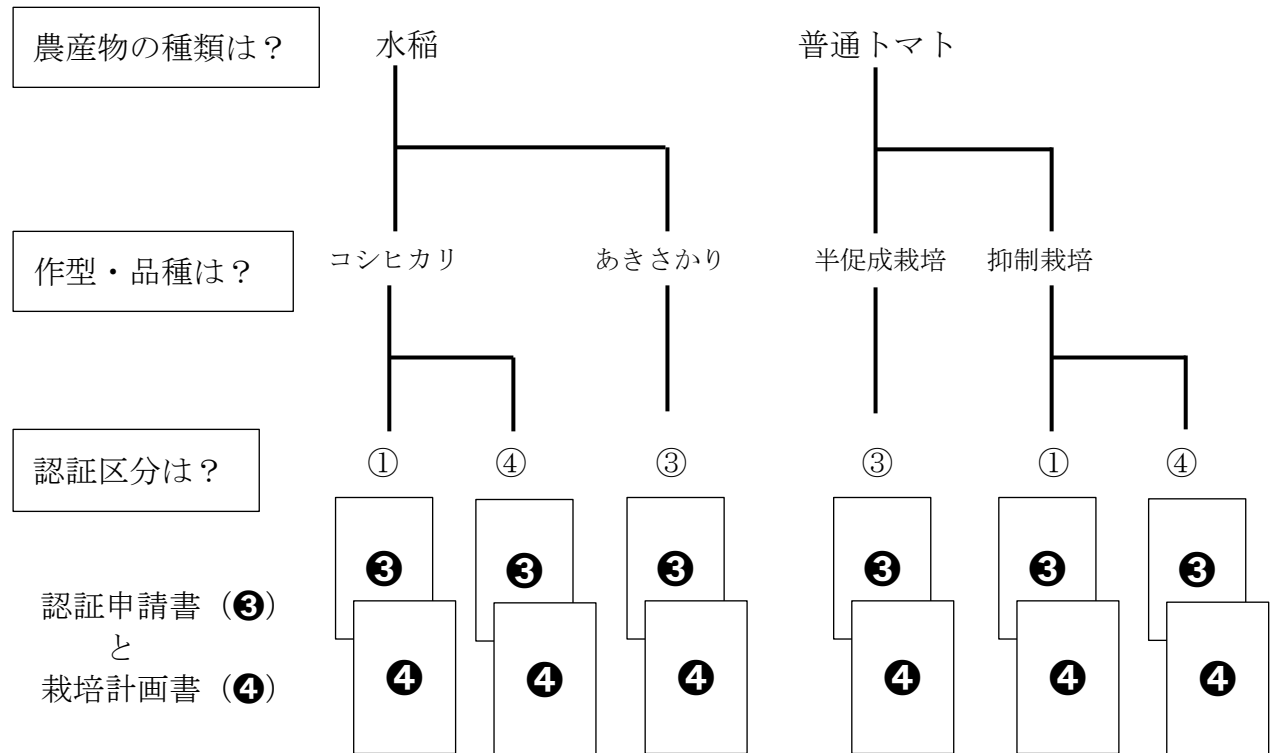 農産物の種類は？
水稲
普通トマト
作型・品種は？
コシヒカリ
あきさかり
半促成栽培
抑制栽培
認証区分は？
①
④
③
③
①
④
❸
❸
❸
❸
❸
❸
認証申請書（❸）
と
栽培計画書（❹）
❹
❹
❹
❹
❹
❹